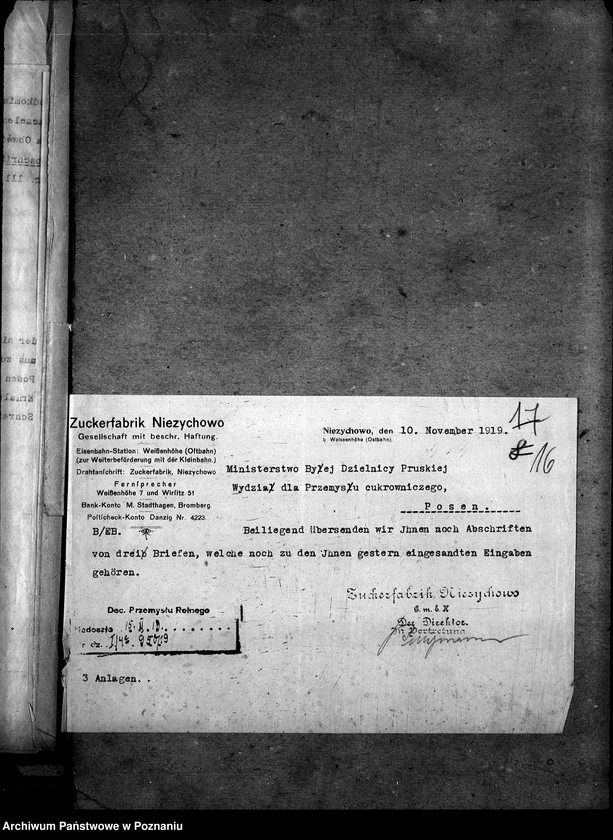 Zuckerfabrik Niezychowo
Gesellschaft mit beschr. Haftung.
Eisenbahn-Station: Weißenhöhe (Ostbahn)
(zur Weiterbeförderung mit der Kleinbahn.)
Drahtanschrift: Zuckerfabrik, Niezychowo
Fernsprecher
Weißenhöhe 7 und Wirsitz 51
Bank-Konto M. Stadthagen, Bromberg.
Postscheck-Konto Danzig Nr. 4223.
Niezychowo, den 10. November 1919.
b. Weissenhöhe (Ostbahn).
17
16
Ministerstwo Byłej Dzielnicy Pruskiej
Wydział dla Przemysłu cukrowniczego,
Posen.
B/EB.
Beiliegend übersenden wir Jhnen noch Abschriften
von drei Briefen, welche noch zu den Jhnen gestern eingesandten Eingaben
gehören.
Zuckerfabrik Niezychowo
G. m. b. H
Der Direktor.
In Vertretung
Dec. Przemysłu Rolnego
3 Anlagen. .
Archiwum Państwowe w Poznaniu